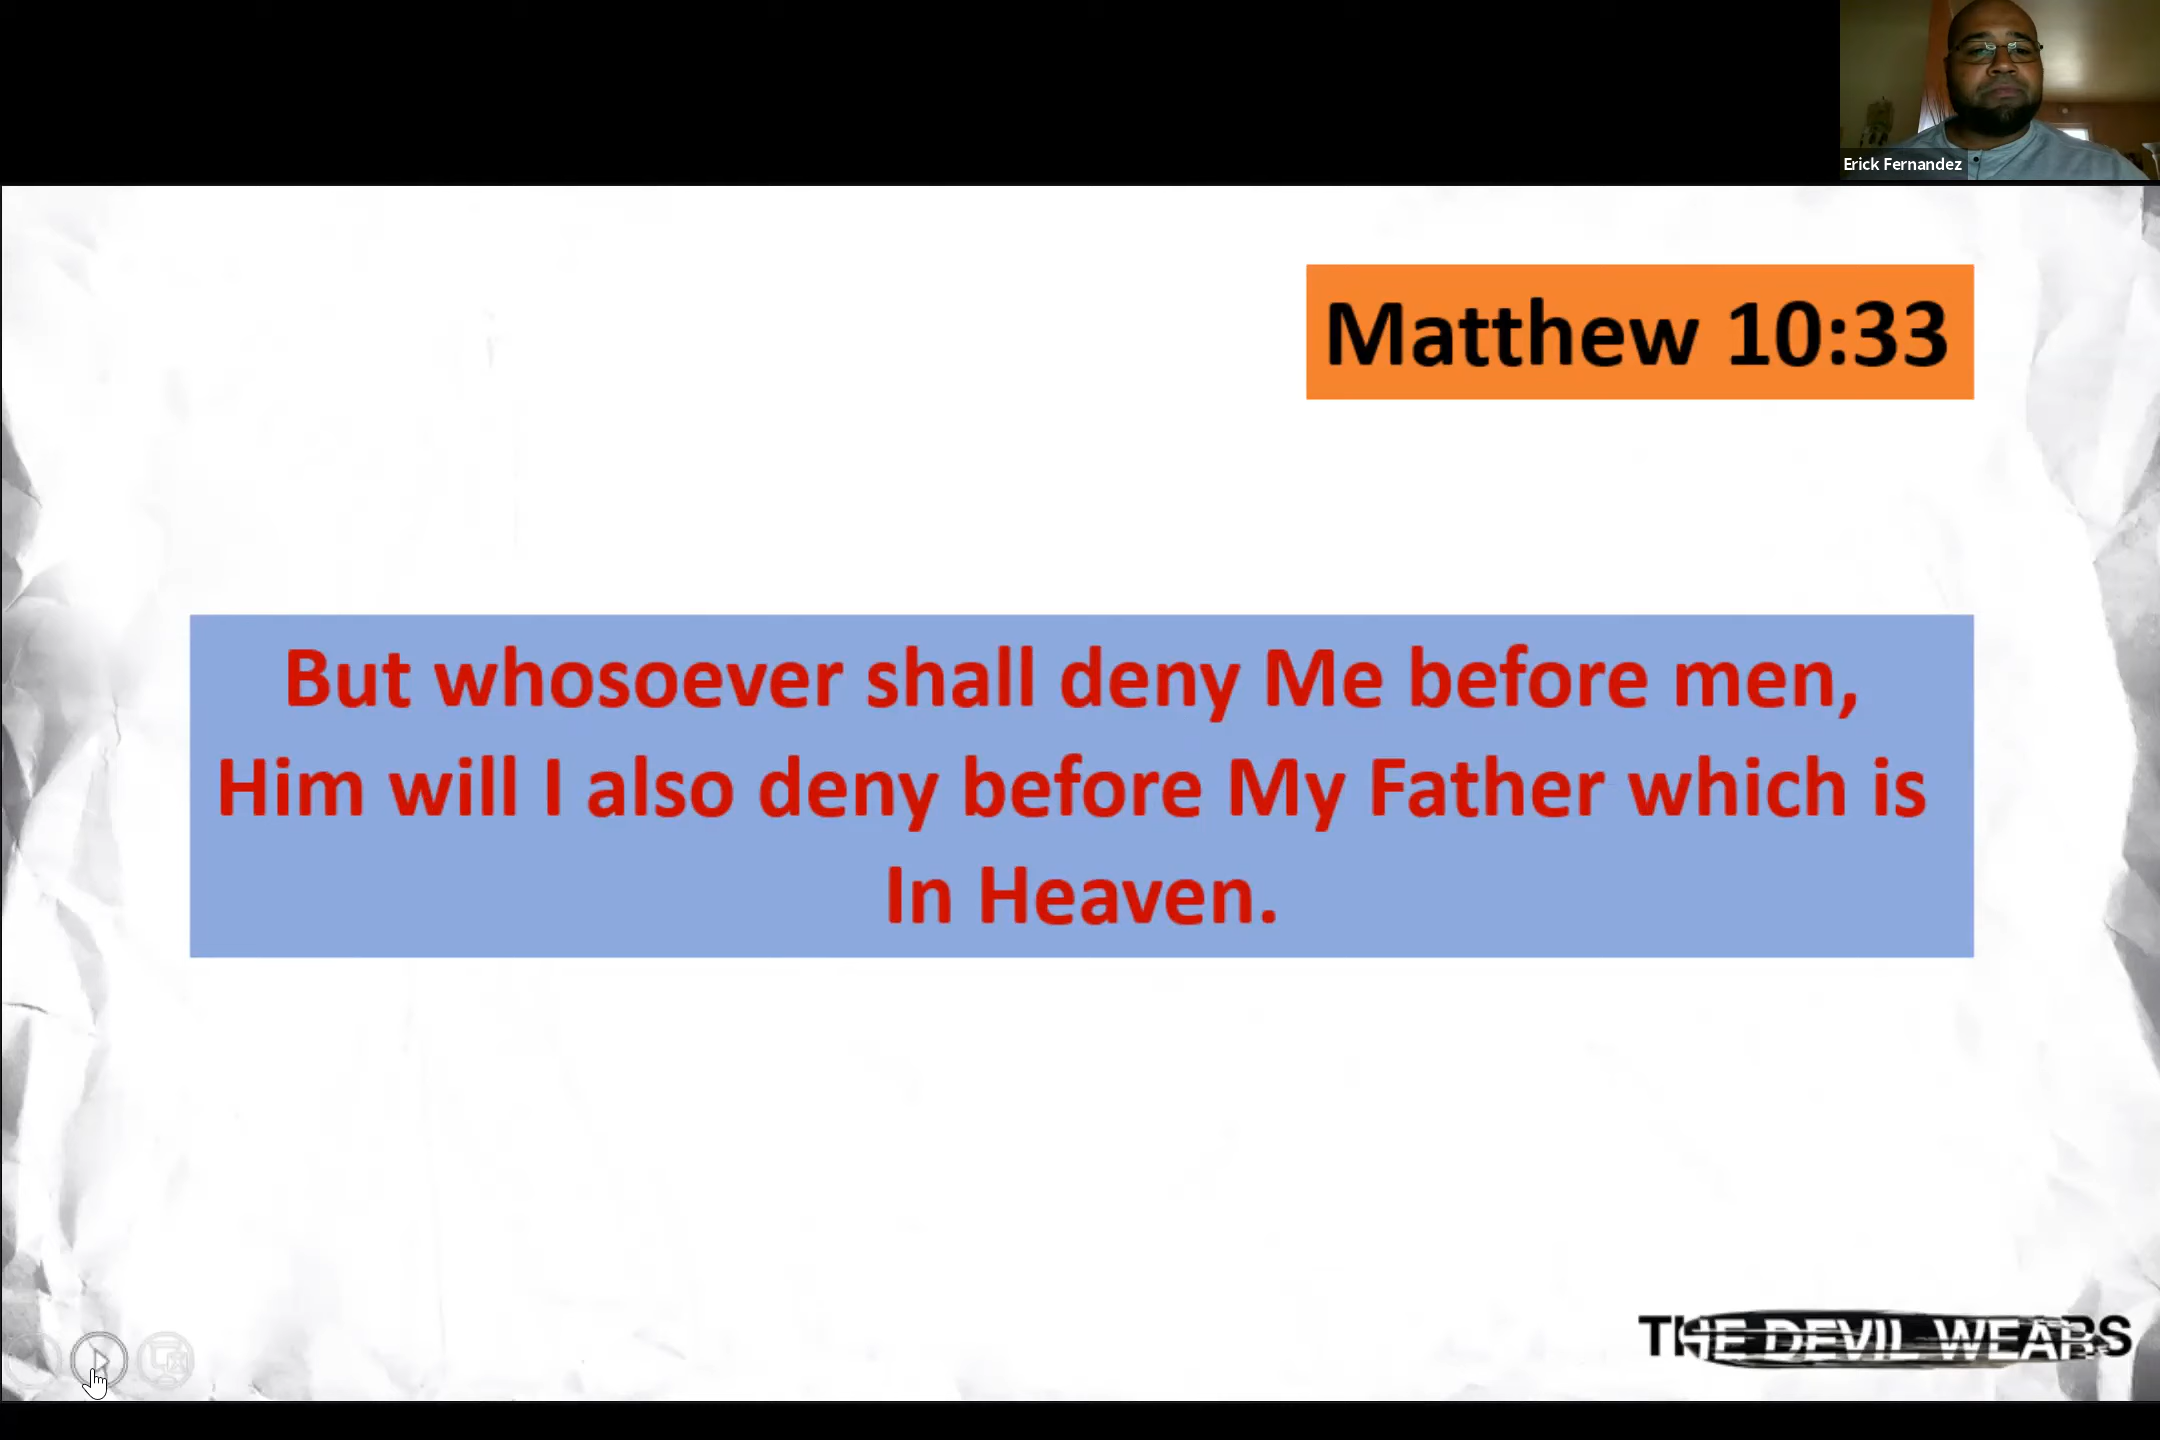 Erick Fernandez
Matthew 10:33
But whosoever shall deny Me before men,
Him will I also deny before My Father which is
In Heaven.
THE DEVIL WEARS